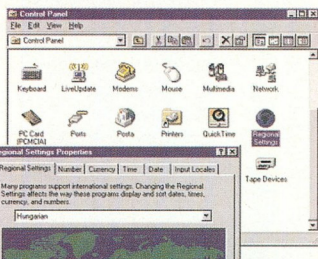 Control Panel
File Edit View Help
Control Panel
Keyboard LiveUpdate Modems Mouse Multimedia Network
PC Card (PCMCIA) Ports Posta Printers QuickTime Regional Settings
Tape Devices
egional Settings Properties
Regional Settings Number Currency Time Date Input Locales
Many programs support international settings. Changing the Regional
Settings affects the way these programs display and sort dates, times,
currency, and numbers.
Hungarian